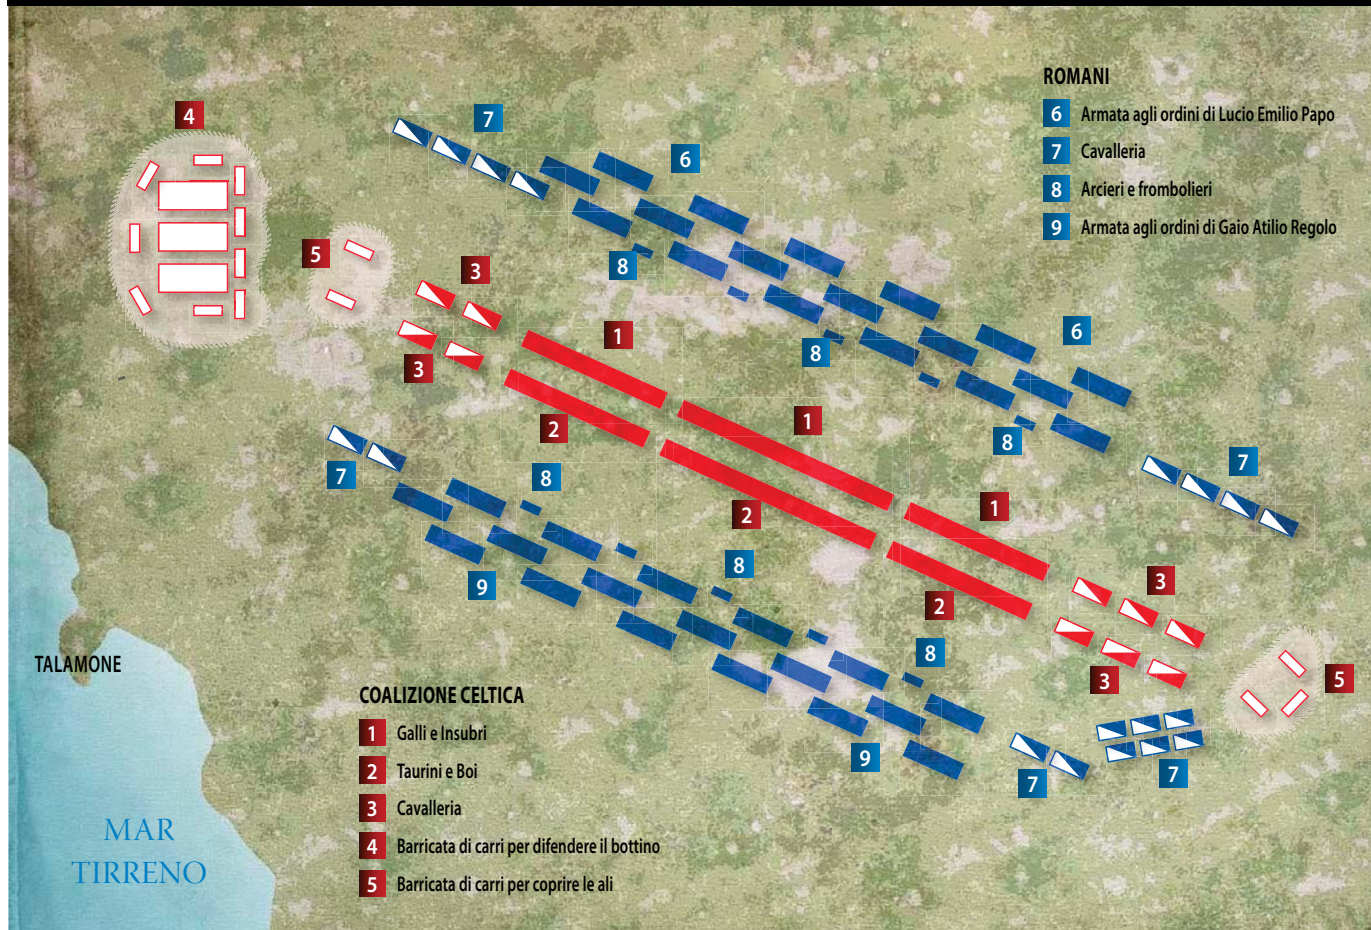 ROMANI
6 Armata agli ordini di Lucio Emilio Papo
7 Cavalleria
8 Arcieri e frombolieri
9 Armata agli ordini di Gaio Atilio Regolo
4
7
6
5
3
8
1
6
3
8
2
1
8
7
7
8
2
1
9
8
3
2
8
3
5
9
7
7
TALAMONE
MAR
TIRRENO
COALIZIONE CELTICA
1 Galli e Insubri
2 Taurini e Boi
3 Cavalleria
4 Barricata di carri per difendere il bottino
5 Barricata di carri per coprire le ali